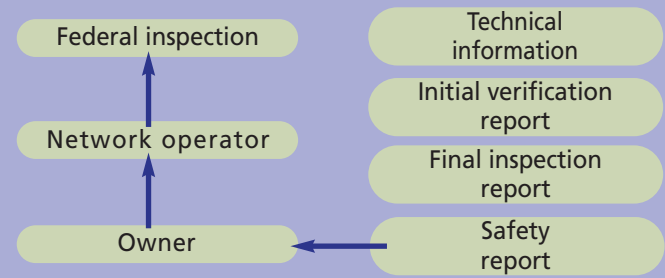 Federal inspection
Network operator
Owner
Technical
information
Initial verification
report
Final inspection
report
Safety
report